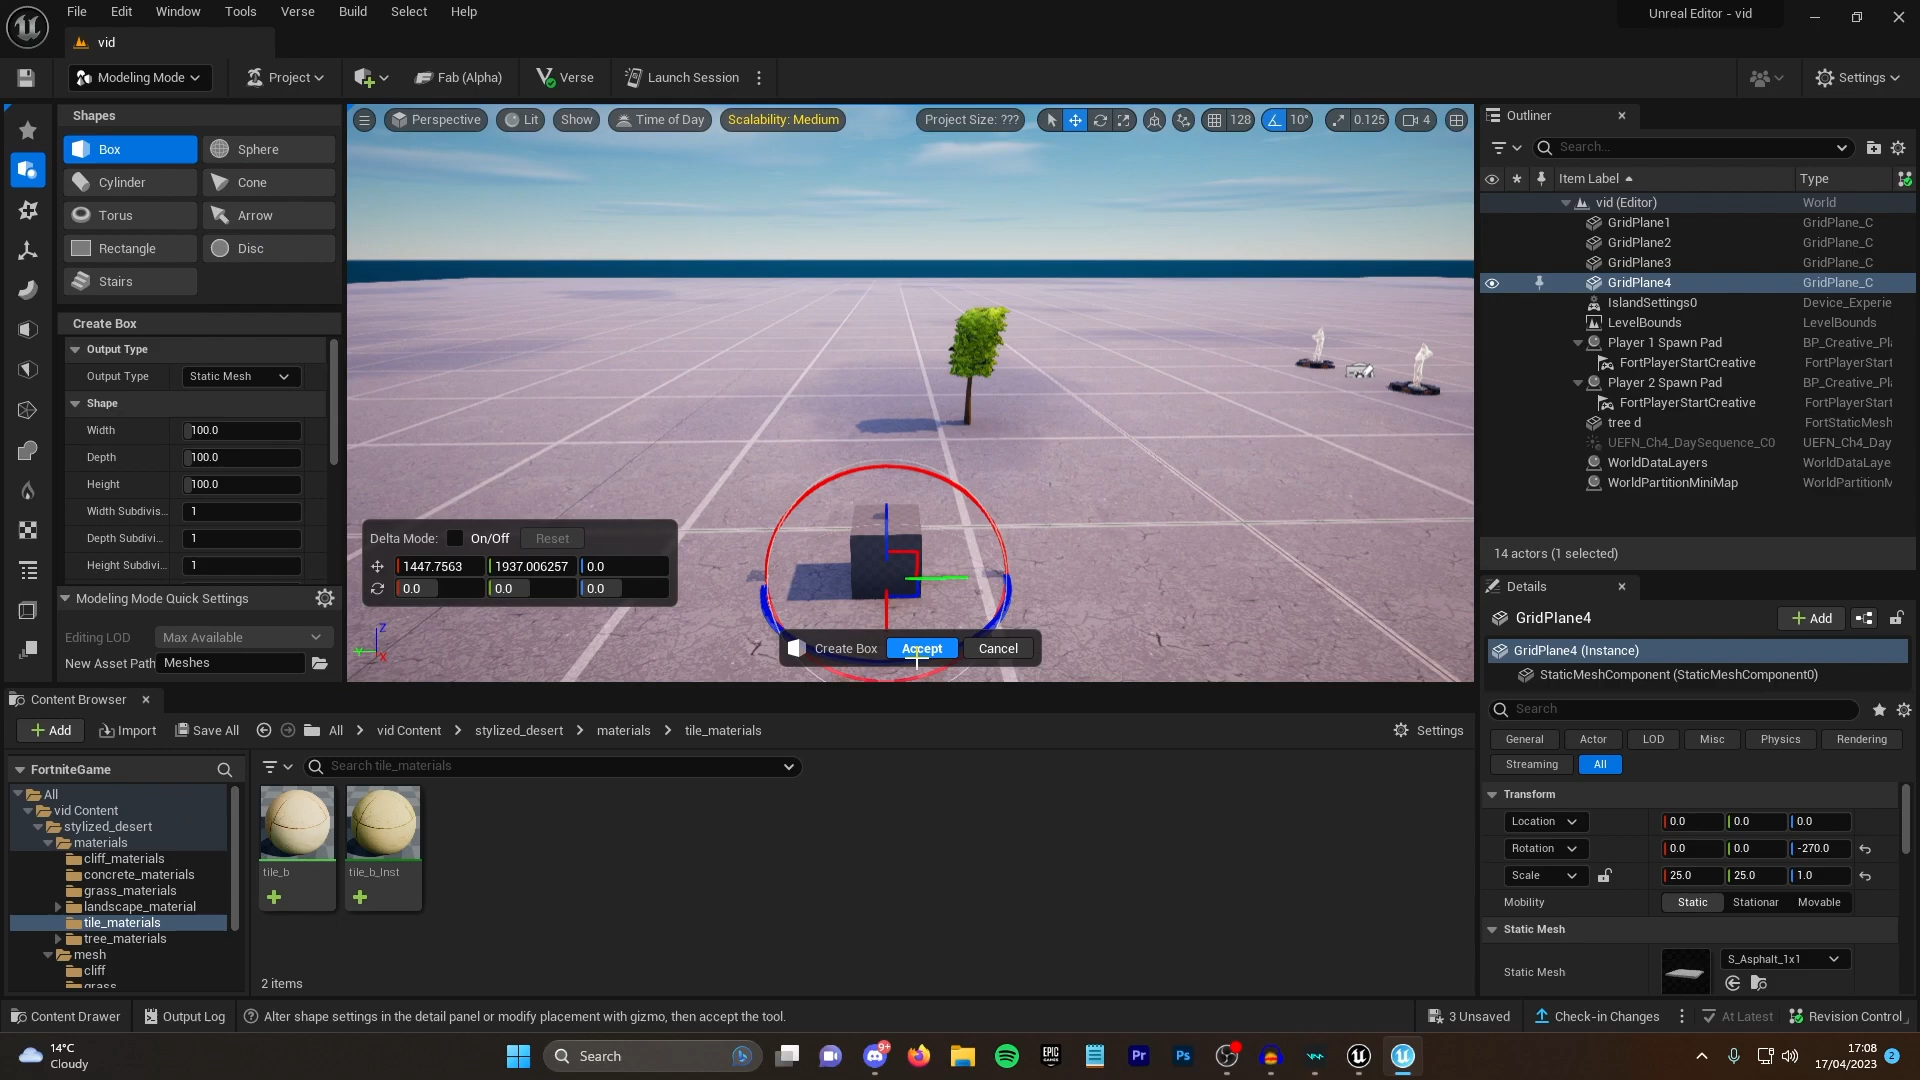 File Edit Window Tools Verse Build Select Help
Unreal Editor - vid
vid
Modeling Mode
Project
Fab (Alpha)
Verse
Launch Session
Settings
Shapes
Box
Sphere
Cylinder
Cone
Torus
Arrow
Rectangle
Disc
Stairs
Create Box
Output Type
Output Type Static Mesh
Shape
Width 100.0
Depth 100.0
Height 100.0
Width Subdivis... 1
Depth Subdivi... 1
Height Subdivi... 1
Modeling Mode Quick Settings
Editing LOD Max Available
New Asset Path Meshes
Perspective Lit Show Time of Day Scalability: Medium Project Size: ??? 128 10° 0.125 4
Delta Mode: On/Off Reset
1447.7563 1937.006257 0.0
0.0 0.0 0.0
Z
Y X
Create Box Accept Cancel
Outliner
Search...
Item Label Type
vid (Editor) World
GridPlane1 GridPlane_C
GridPlane2 GridPlane_C
GridPlane3 GridPlane_C
GridPlane4 GridPlane_C
IslandSettings0 Device_Experie
LevelBounds LevelBounds
Player 1 Spawn Pad BP_Creative_Pl
FortPlayerStartCreative FortPlayerStart
Player 2 Spawn Pad BP_Creative_Pl
FortPlayerStartCreative FortPlayerStart
tree d FortStaticMesh
UEFN_Ch4_DaySequence_C0 UEFN_Ch4_Day
WorldDataLayers WorldDataLaye
WorldPartitionMiniMap WorldPartitionM
14 actors (1 selected)
Details
GridPlane4
Add
GridPlane4 (Instance)
StaticMeshComponent (StaticMeshComponent0)
Search
General Actor LOD Misc Physics Rendering
Streaming All
Transform
Location 0.0 0.0 0.0
Rotation 0.0 0.0 -270.0
Scale 25.0 25.0 1.0
Mobility Static Stationar Movable
Static Mesh
Static Mesh S_Asphalt_1x1
Content Browser
Add Import Save All All vid Content stylized_desert materials tile_materials Settings
FortniteGame
Search tile_materials
All
vid Content
stylized_desert
materials
cliff_materials
concrete_materials
grass_materials
landscape_material
tile_materials
tree_materials
mesh
cliff
grass
tile_b
tile_b_Inst
2 items
Content Drawer Output Log Alter shape settings in the detail panel or modify placement with gizmo, then accept the tool. 3 Unsaved Check-in Changes At Latest Revision Control
14°C
Cloudy
Search
9+
EPIC
GAMES
Pr
Ps
17:08
17/04/2023
2